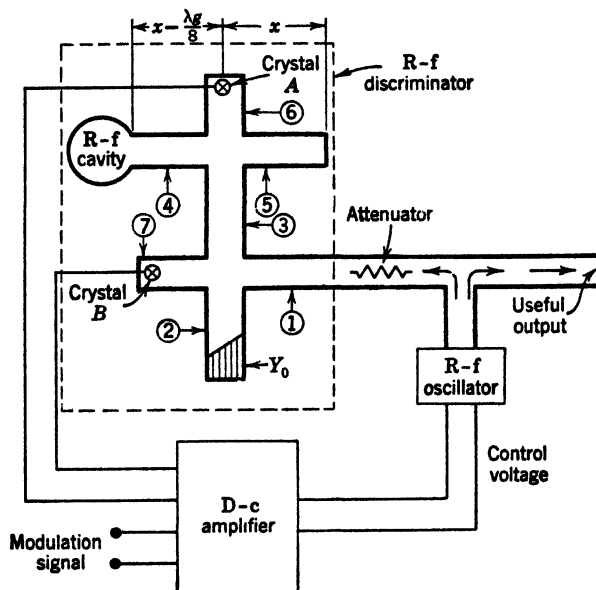 x - λg/8
x
Crystal
A
R-f
discriminator
⑥
R-f
cavity
④
⑤
③
⑦
Attenuator
Crystal
B
①
Useful
output
②
Y₀
R-f
oscillator
Control
voltage
D-c
amplifier
Modulation
signal